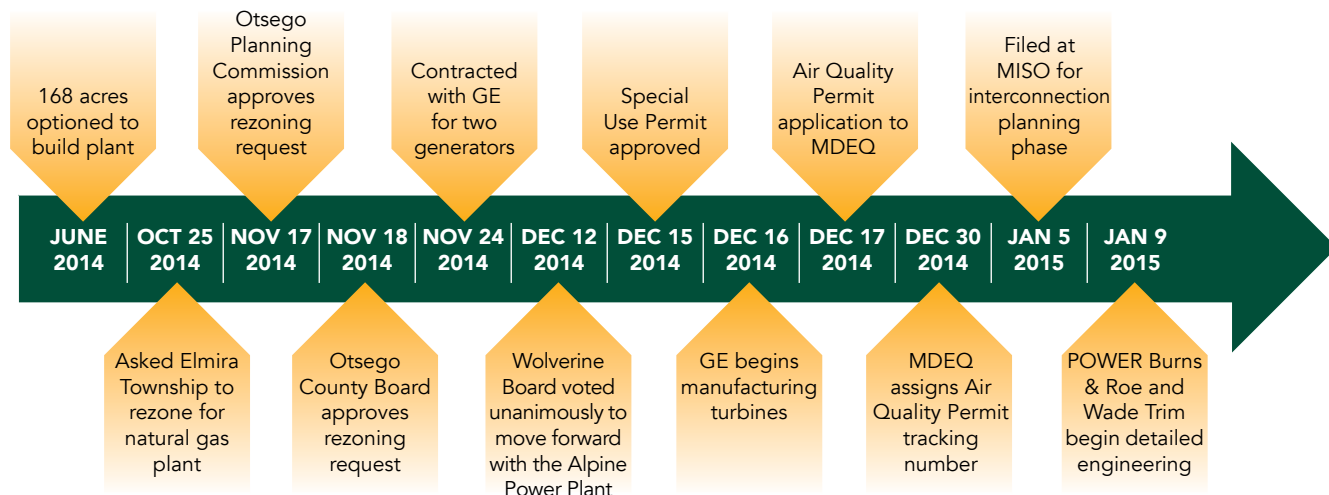 168 acres
optioned to
build plant
Otsego
Planning
Commission
approves
rezoning
request
Contracted
with GE
for two
generators
Special
Use Permit
approved
Air Quality
Permit
application to
MDEQ
Filed at
MISO for
interconnection
planning
phase
JUNE
2014
OCT 25
2014
NOV 17
2014
NOV 18
2014
NOV 24
2014
DEC 12
2014
DEC 15
2014
DEC 16
2014
DEC 17
2014
DEC 30
2014
JAN 5
2015
JAN 9
2015
Asked Elmira
Township to
rezone for
natural gas
plant
Otsego
County Board
approves
rezoning
request
Wolverine
Board voted
unanimously to
move forward
with the Alpine
Power Plant
GE begins
manufacturing
turbines
MDEQ
assigns Air
Quality Permit
tracking
number
POWER Burns
& Roe and
Wade Trim
begin detailed
engineering